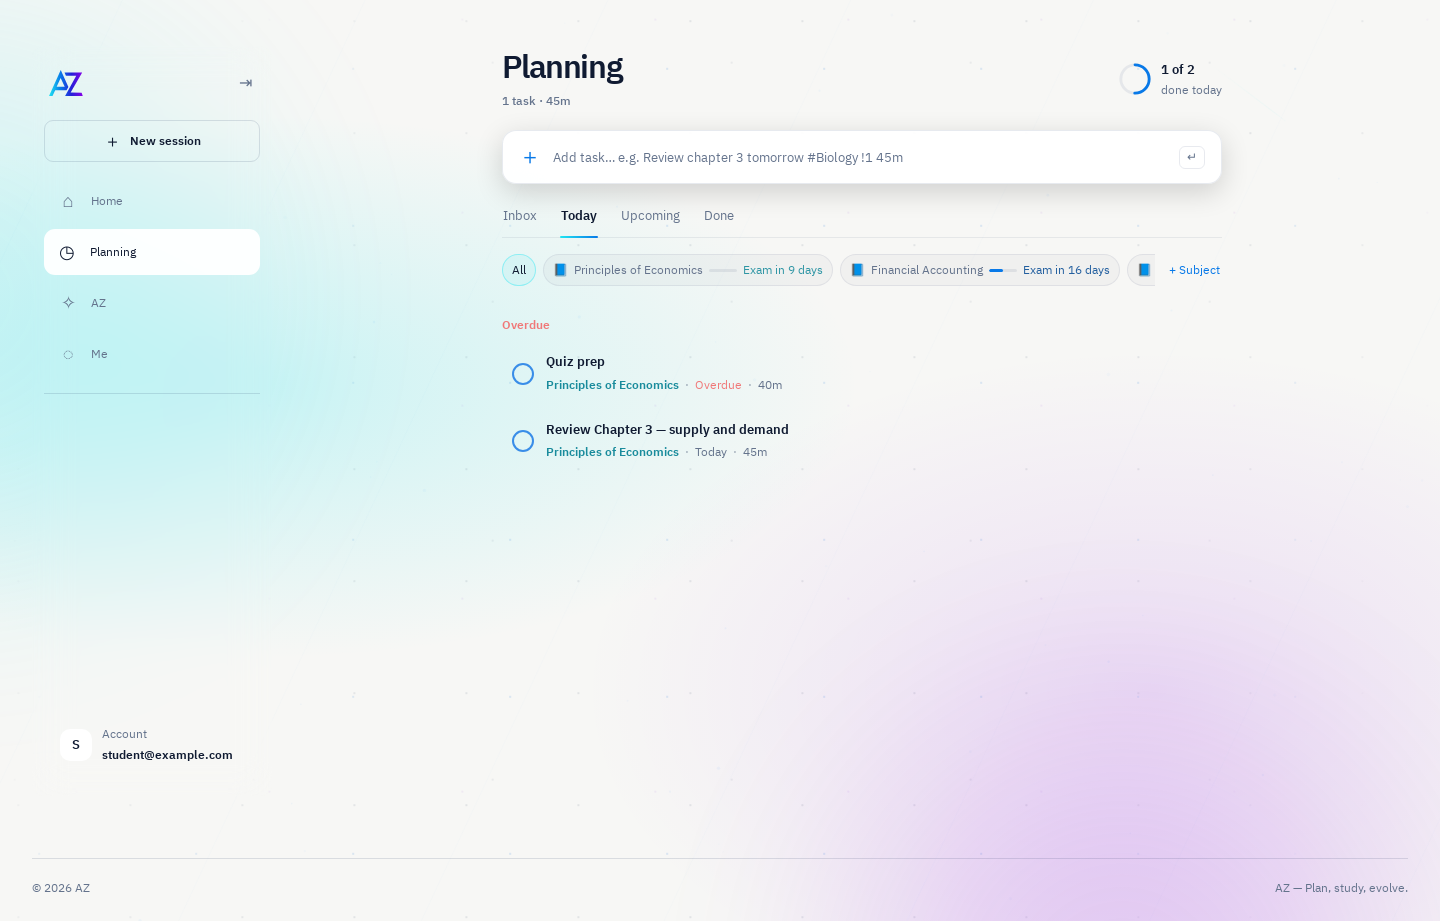 AZ
⇥
+ New session
Home
Planning
AZ
Me
Account
S
student@example.com
Planning
1 task · 45m
1 of 2
done today
+ Add task... e.g. Review chapter 3 tomorrow #Biology !1 45m ↵
Inbox Today Upcoming Done
All 📘 Principles of Economics Exam in 9 days 📘 Financial Accounting Exam in 16 days 📘 + Subject
Overdue
Quiz prep
Principles of Economics · Overdue · 40m
Review Chapter 3 — supply and demand
Principles of Economics · Today · 45m
© 2026 AZ
AZ — Plan, study, evolve.